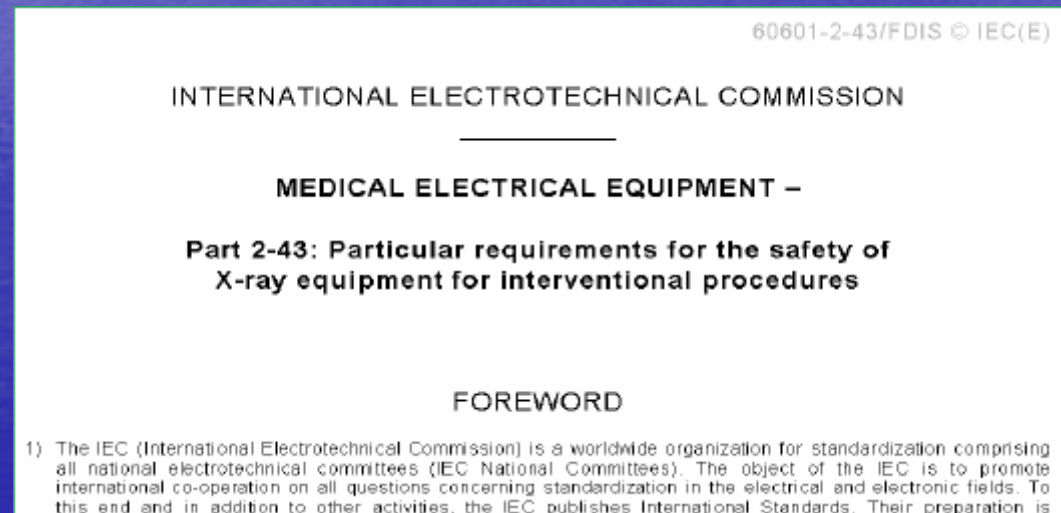 60601-2-43/FDIS © IEC(E)
INTERNATIONAL ELECTROTECHNICAL COMMISSION
MEDICAL ELECTRICAL EQUIPMENT –
Part 2-43: Particular requirements for the safety of
X-ray equipment for interventional procedures
FOREWORD
1) The IEC (International Electrotechnical Commission) is a worldwide organization for standardization comprising
all national electrotechnical committees (IEC National Committees). The object of the IEC is to promote
international co-operation on all questions concerning standardization in the electrical and electronic fields. To
this end and in addition to other activities, the IEC publishes International Standards. Their preparation is